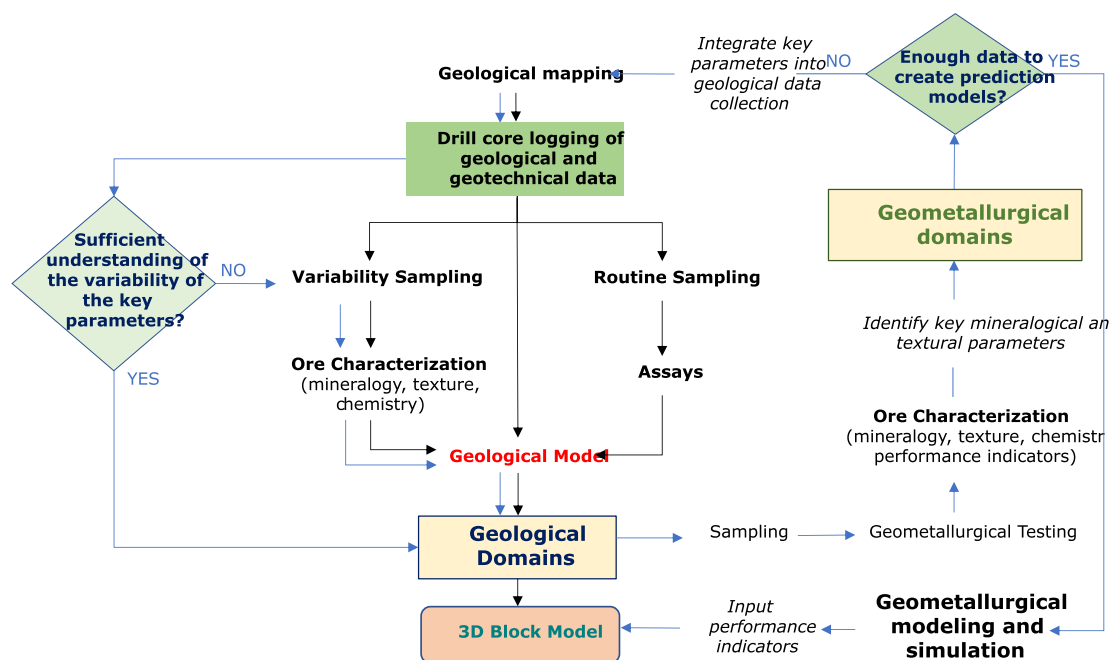 Geological mapping
Integrate key
parameters into
geological data
collection
NO
Enough data to
create prediction
models?
YES
Drill core logging of
geological and
geotechnical data
Geometallurgical
domains
Sufficient
understanding of
the variability of
the key
parameters?
NO
YES
Variability Sampling
Routine Sampling
Identify key mineralogical an
textural parameters
Ore Characterization
(mineralogy, texture,
chemistry)
Assays
Ore Characterization
(mineralogy, texture, chemistr
performance indicators)
Geological Model
Geological
Domains
Sampling
Geometallurgical Testing
3D Block Model
Input
performance
indicators
Geometallurgical
modeling and
simulation